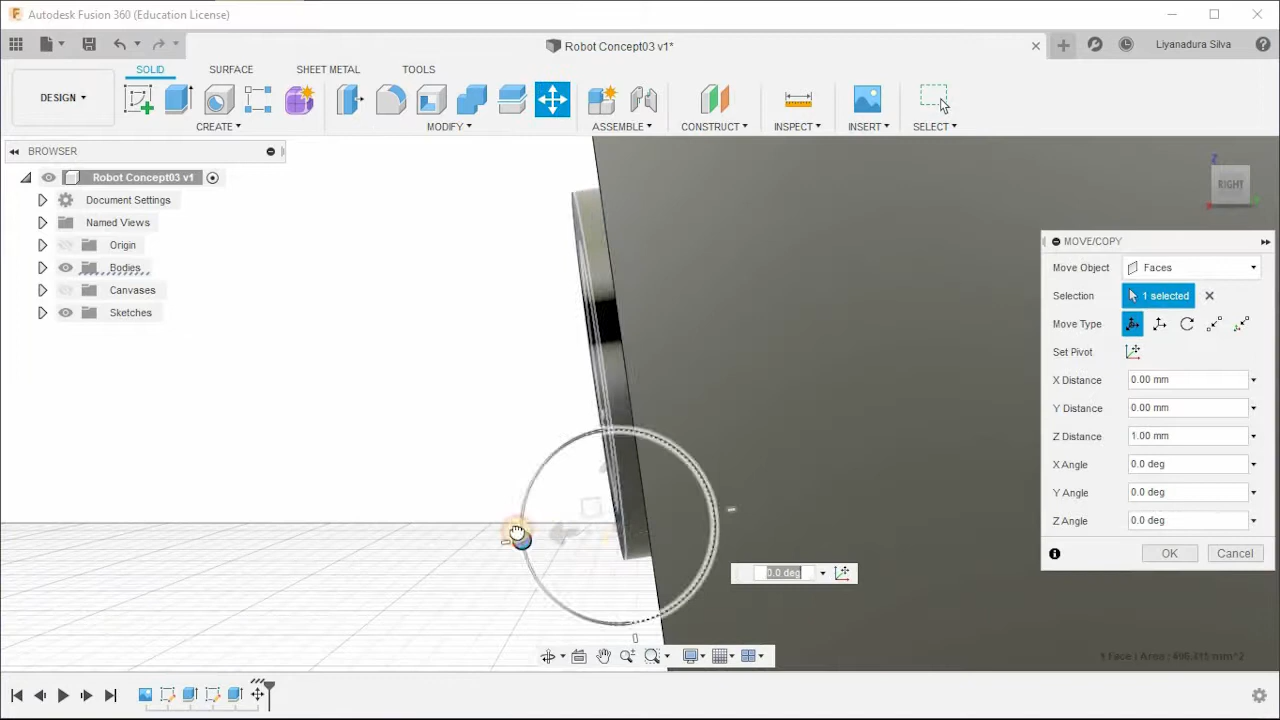 Autodesk Fusion 360 (Education License)
Robot Concept03 v1*
Liyanadura Silva
SOLID SURFACE SHEET METAL TOOLS
DESIGN
CREATE MODIFY ASSEMBLE CONSTRUCT INSPECT INSERT SELECT
BROWSER
Robot Concept03 v1
Document Settings
Named Views
Origin
Bodies
Canvases
Sketches
Z
RIGHT
MOVE/COPY
Move Object Faces
Selection 1 selected
Move Type
Set Pivot
X Distance 0.00 mm
Y Distance 0.00 mm
Z Distance 1.00 mm
X Angle 0.0 deg
Y Angle 0.0 deg
Z Angle 0.0 deg
OK Cancel
0.0 deg